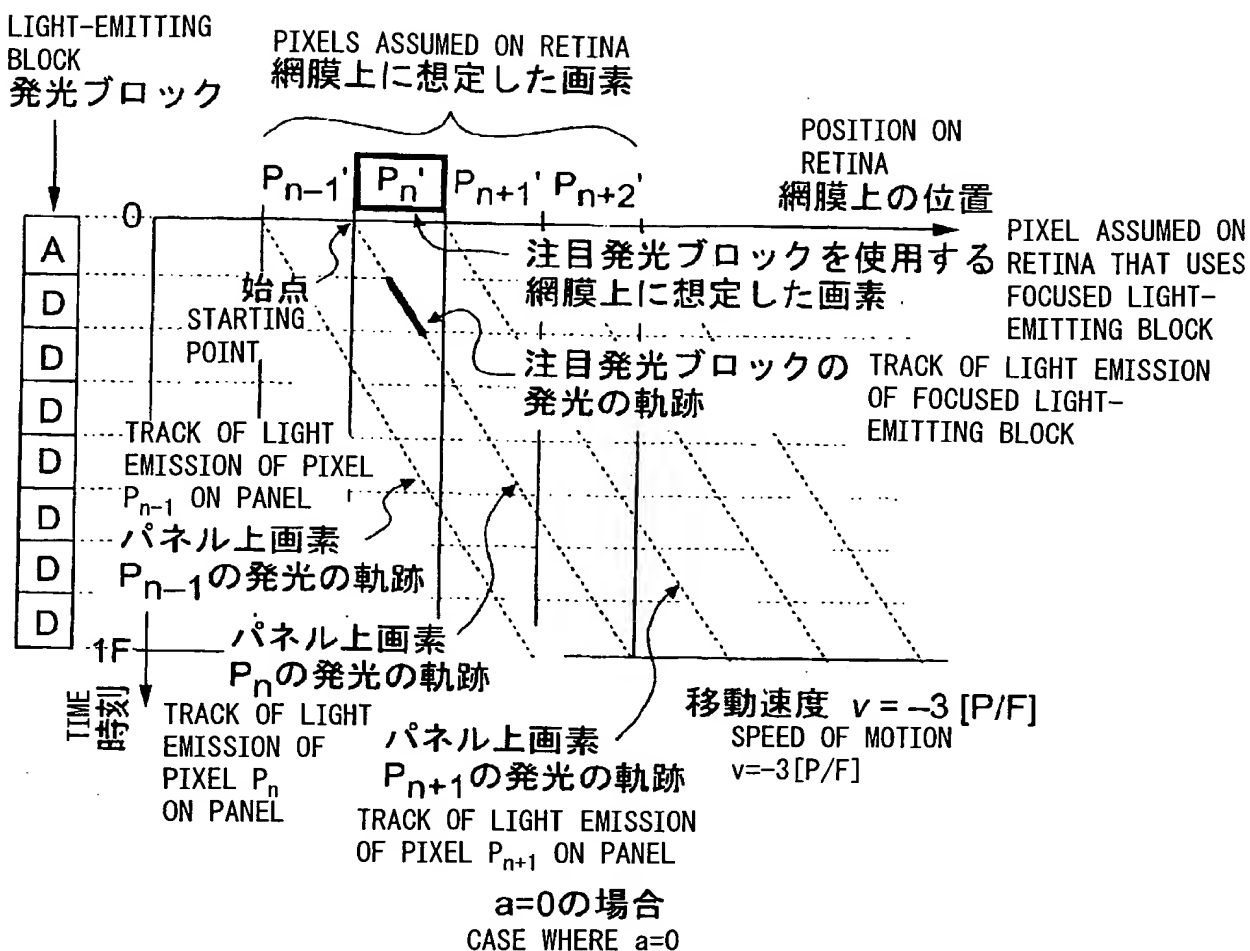 LIGHT-EMITTING
BLOCK
発光ブロック
PIXELS ASSUMED ON RETINA
網膜上に想定した画素
POSITION ON
RETINA
網膜上の位置
Pn-1' Pn' Pn+1' Pn+2'
0
A
D
D
D
D
D
D
D
始点
STARTING
POINT
注目発光ブロックを使用する
網膜上に想定した画素
PIXEL ASSUMED ON
RETINA THAT USES
FOCUSED LIGHT-
EMITTING BLOCK
注目発光ブロックの
発光の軌跡
TRACK OF LIGHT EMISSION
OF FOCUSED LIGHT-
EMITTING BLOCK
TRACK OF LIGHT
EMISSION OF PIXEL
Pn-1 ON PANEL
パネル上画素
Pn−1の発光の軌跡
1F
TIME
時刻
パネル上画素
Pnの発光の軌跡
TRACK OF LIGHT
EMISSION OF
PIXEL Pn
ON PANEL
パネル上画素
Pn+1の発光の軌跡
TRACK OF LIGHT EMISSION
OF PIXEL Pn+1 ON PANEL
移動速度 v = −3 [P/F]
SPEED OF MOTION
v=-3[P/F]
a=0の場合
CASE WHERE a=0